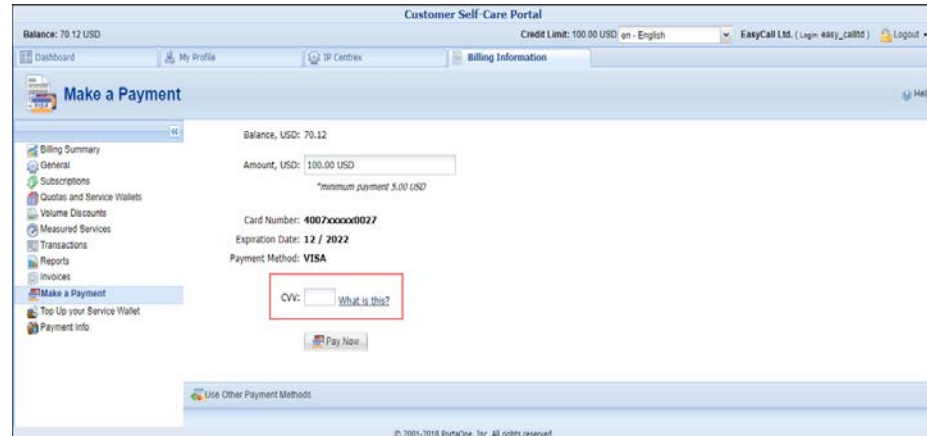 Customer Self-Care Portal
Balance: 70.12 USD Credit Limit: 100.00 USD en - English EasyCall Ltd. ( Login: easy_callltd ) Logout
Dashboard My Profile IP Centrex Billing Information
Make a Payment Help
Billing Summary
General
Subscriptions
Quotas and Service Wallets
Volume Discounts
Measured Services
Transactions
Reports
Invoices
Make a Payment
Top Up your Service Wallet
Payment Info
Balance, USD: 70.12
Amount, USD: 100.00 USD
*minimum payment 5.00 USD
Card Number: 4007xxxxx0027
Expiration Date: 12 / 2022
Payment Method: VISA
CVV: What is this?
Pay Now
Use Other Payment Methods
© 2001-2018 PortaOne, Inc. All rights reserved.